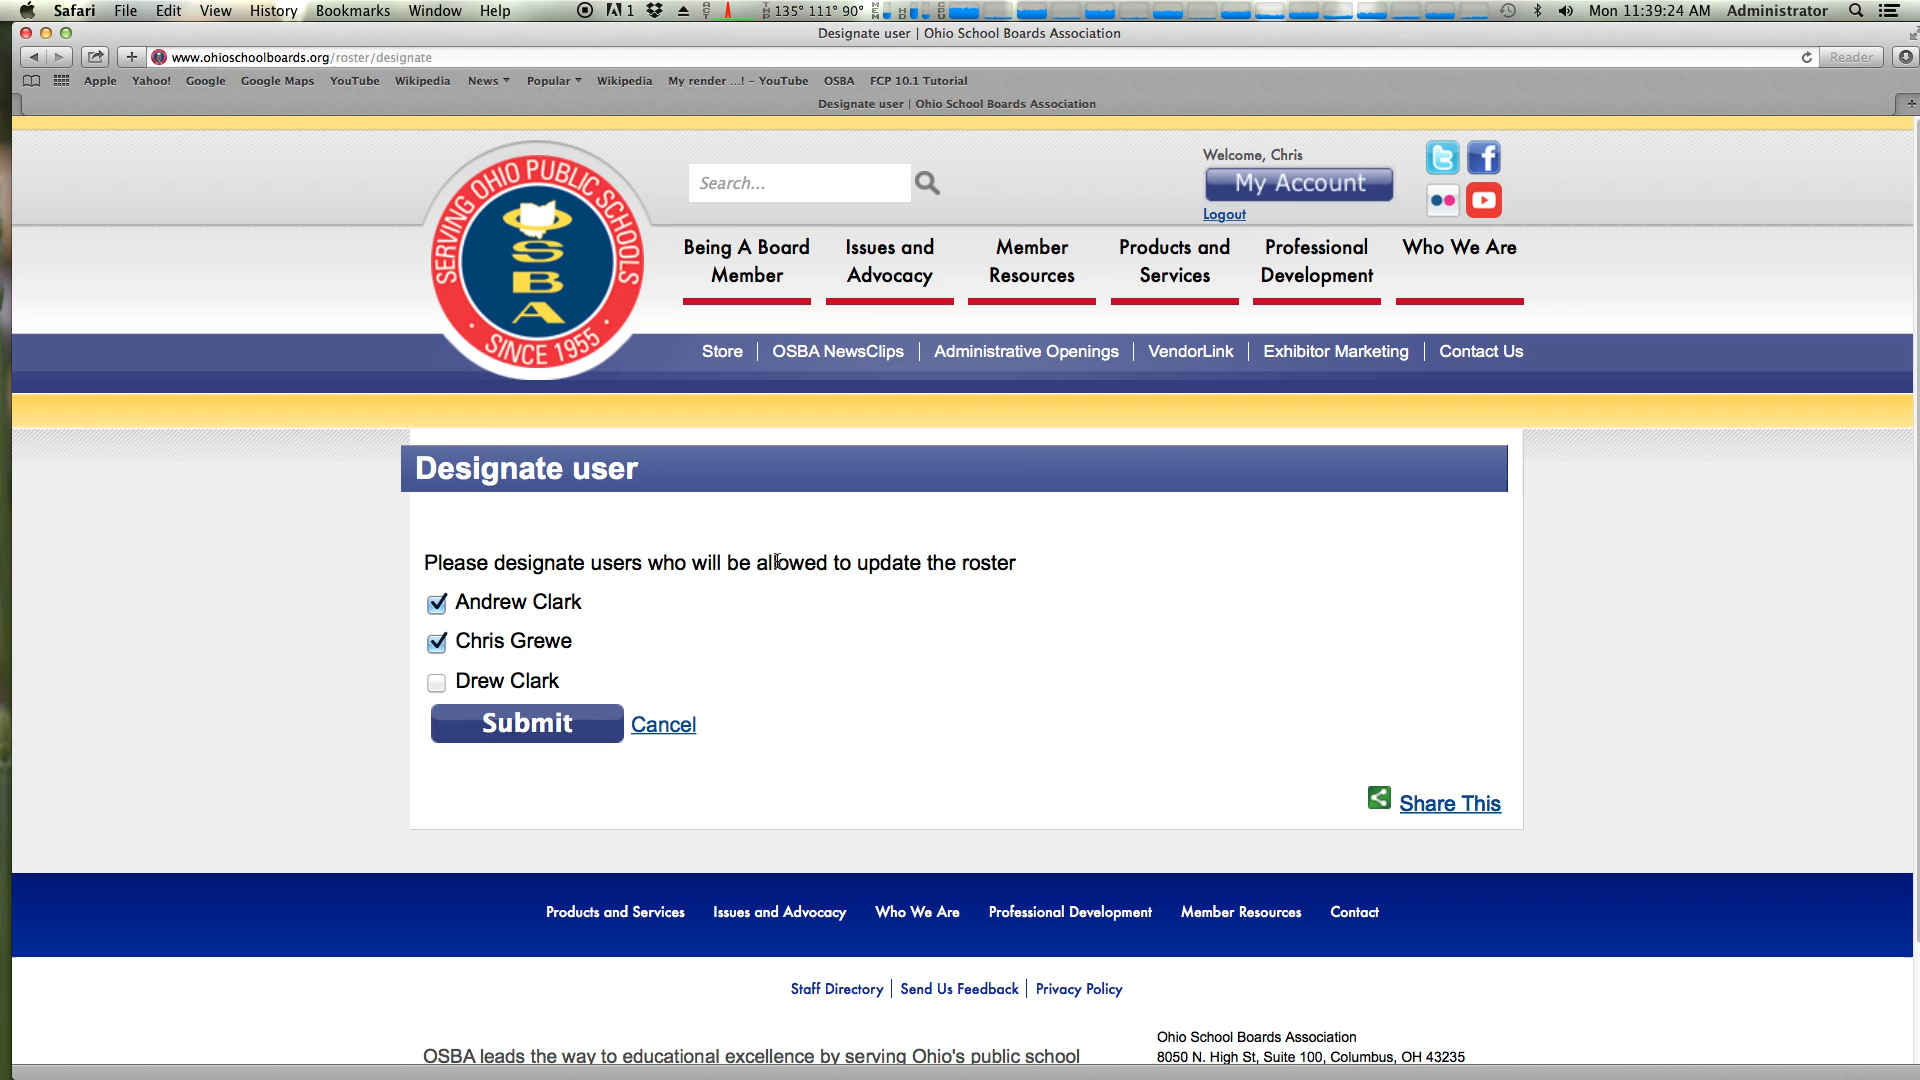 Safari File Edit View History Bookmarks Window Help 1 135° 111° 90° Mon 11:39:24 AM Administrator
Designate user | Ohio School Boards Association
www.ohioschoolboards.org/roster/designate Reader
Apple Yahoo! Google Google Maps YouTube Wikipedia News Popular Wikipedia My render ...! - YouTube OSBA FCP 10.1 Tutorial
Designate user | Ohio School Boards Association
SERVING OHIO PUBLIC SCHOOLS
OSBA
SINCE 1955
Search...
Welcome, Chris
My Account
Logout
Being A Board Member
Issues and Advocacy
Member Resources
Products and Services
Professional Development
Who We Are
Store | OSBA NewsClips | Administrative Openings | VendorLink | Exhibitor Marketing | Contact Us
Designate user
Please designate users who will be allowed to update the roster
Andrew Clark
Chris Grewe
Drew Clark
Submit Cancel
Share This
Products and Services Issues and Advocacy Who We Are Professional Development Member Resources Contact
Staff Directory | Send Us Feedback | Privacy Policy
OSBA leads the way to educational excellence by serving Ohio's public school
Ohio School Boards Association
8050 N. High St, Suite 100, Columbus, OH 43235